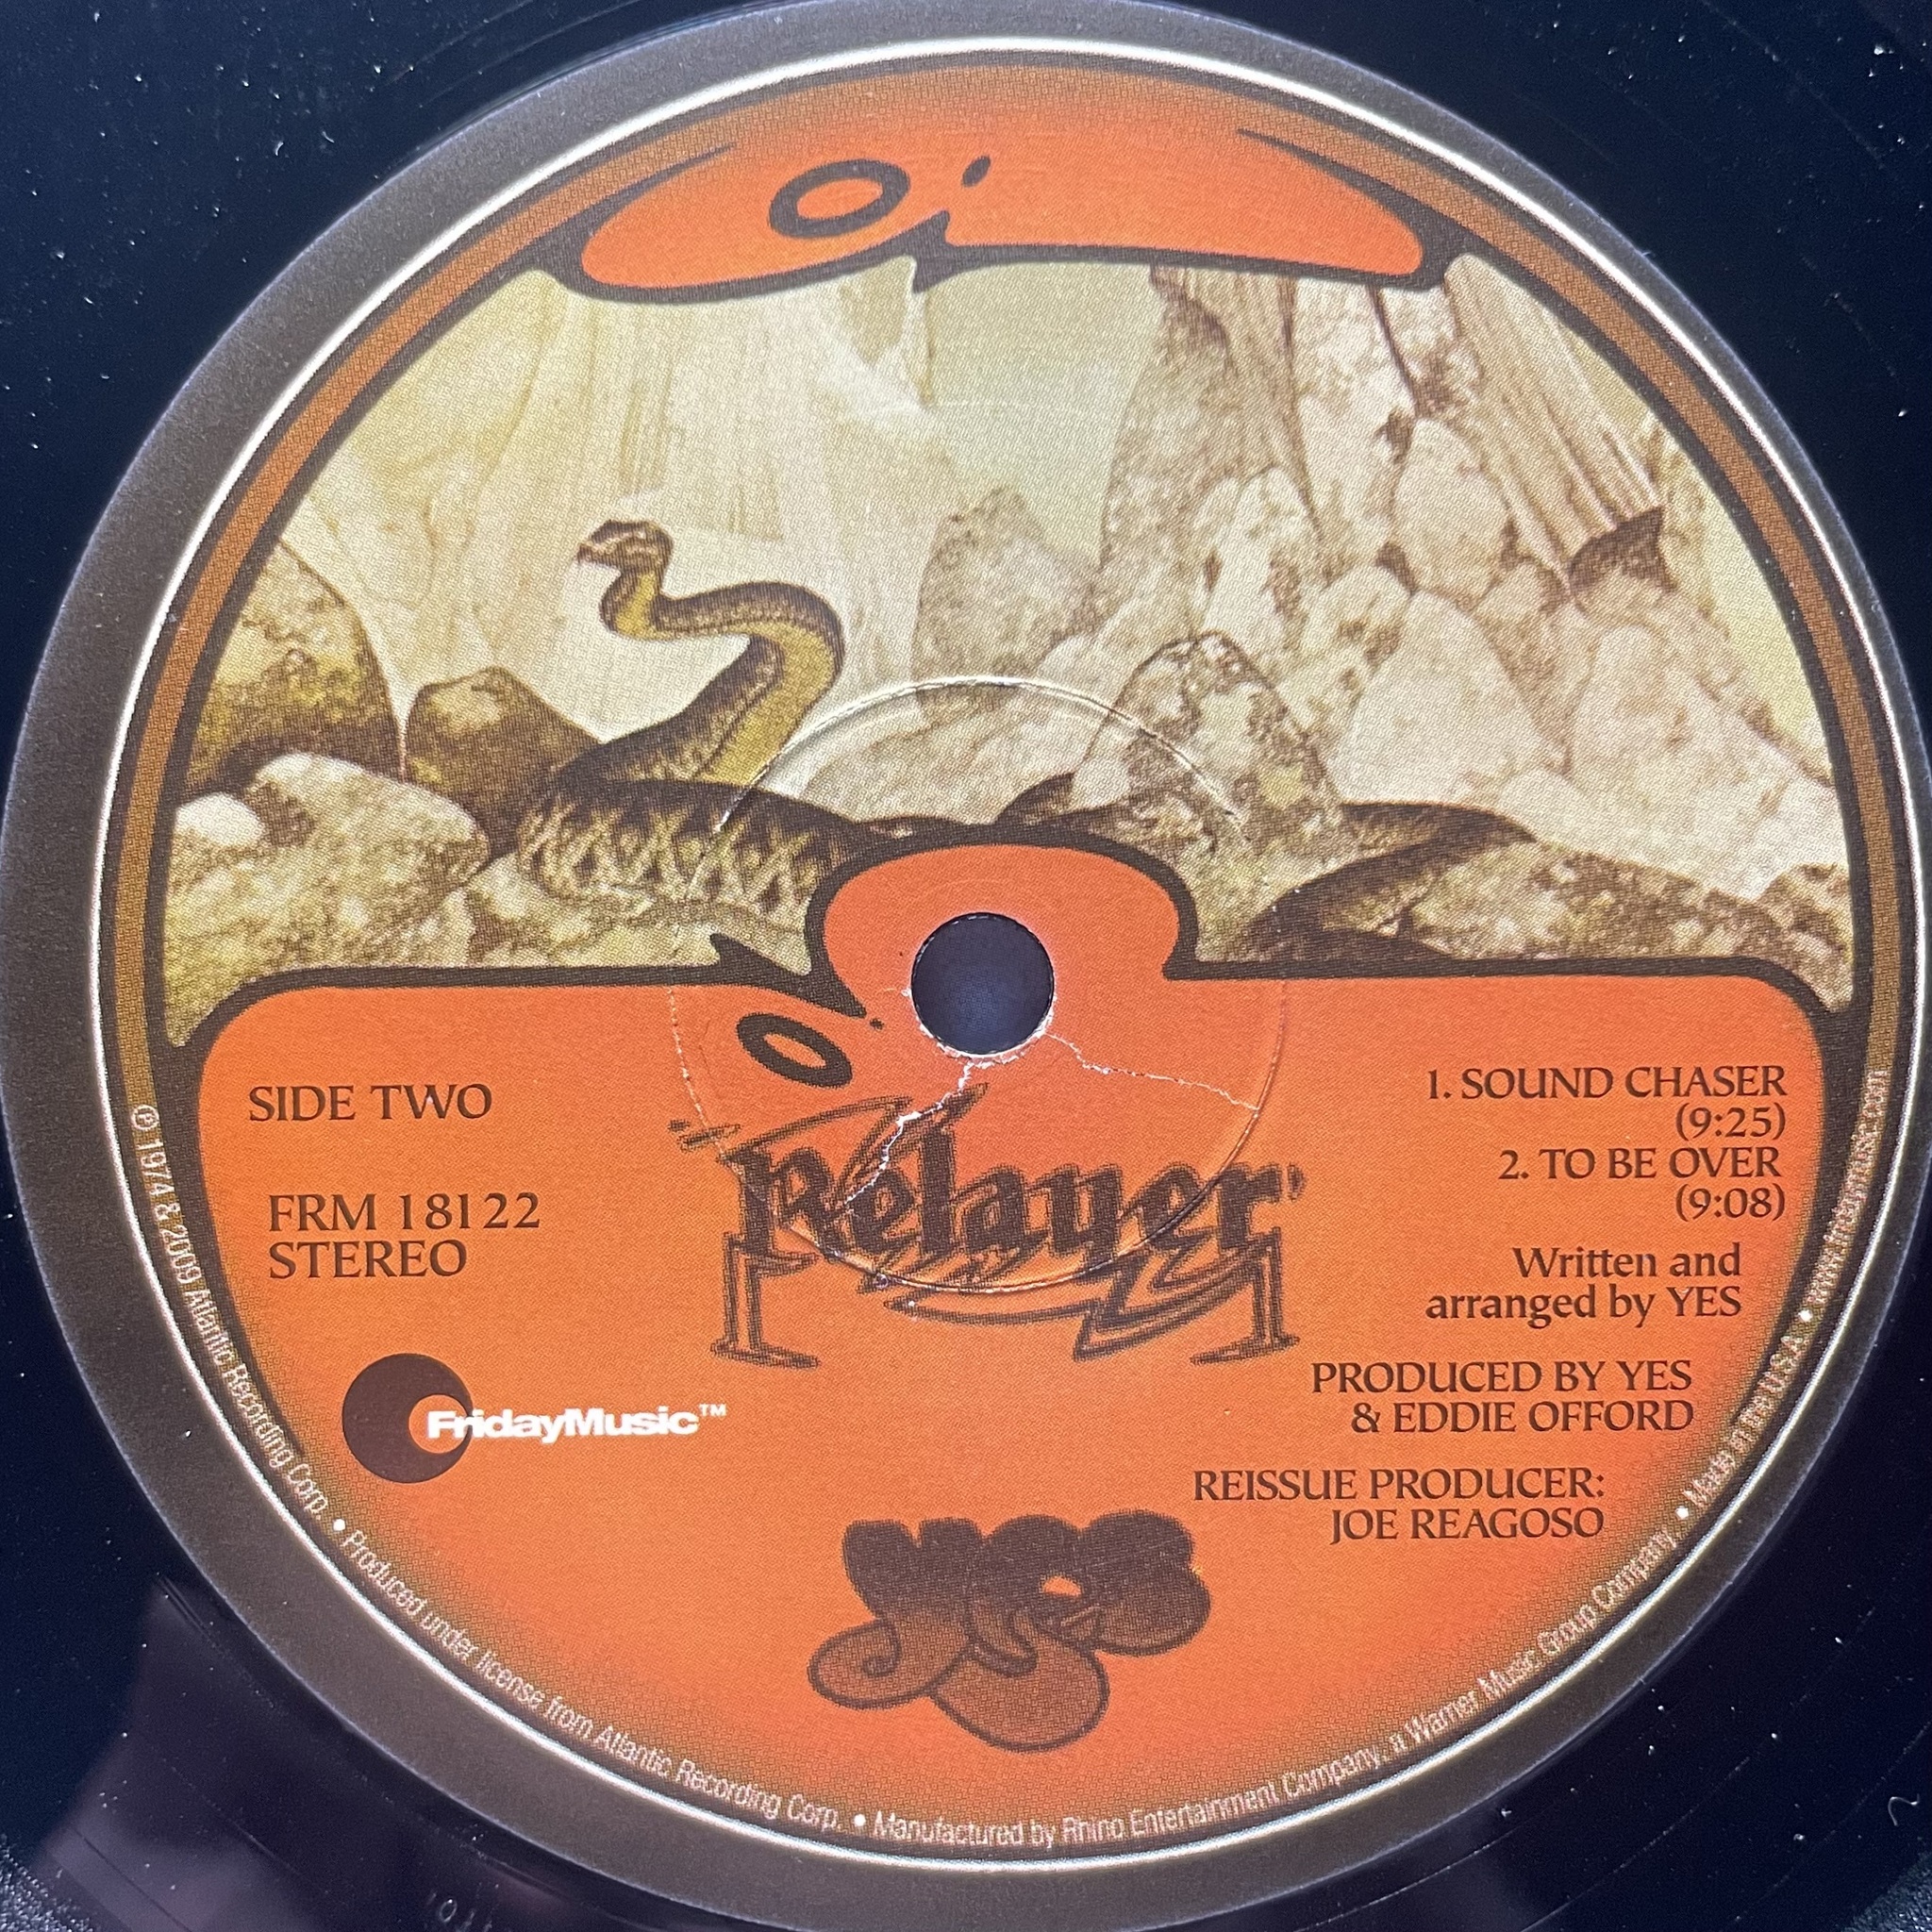 SIDE TWO
FRM 18122
STEREO
Relayer
1. SOUND CHASER
(9:25)
2. TO BE OVER
(9:08)
Written and
arranged by YES
PRODUCED BY YES
& EDDIE OFFORD
REISSUE PRODUCER:
JOE REAGOSO
FridayMusic™
YES
℗ 1974 & 2009 Atlantic Recording Corp. • Produced under license from Atlantic Recording Corp. • Manufactured by Rhino Entertainment Company, a Warner Music Group Company. • Made in the U.S.A. • www.fridaymusic.com